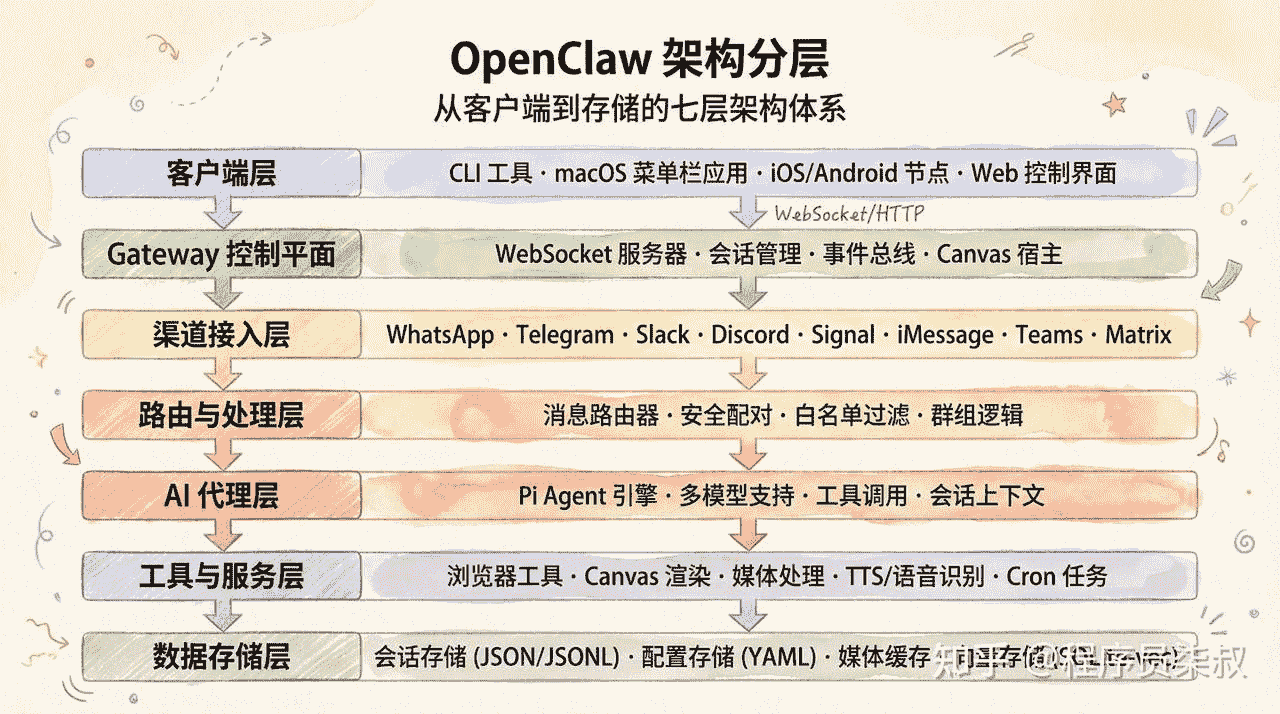 OpenClaw 架构分层
从客户端到存储的七层架构体系
客户端层
CLI 工具 · macOS 菜单栏应用 · iOS/Android 节点 · Web 控制界面
WebSocket/HTTP
Gateway 控制平面
WebSocket 服务器 · 会话管理 · 事件总线 · Canvas 宿主
渠道接入层
WhatsApp · Telegram · Slack · Discord · Signal · iMessage · Teams · Matrix
路由与处理层
消息路由器 · 安全配对 · 白名单过滤 · 群组逻辑
AI 代理层
Pi Agent 引擎 · 多模型支持 · 工具调用 · 会话上下文
工具与服务层
浏览器工具 · Canvas 渲染 · 媒体处理 · TTS/语音识别 · Cron 任务
数据存储层
会话存储 (JSON/JSONL) · 配置存储 (YAML) · 媒体缓存
知乎 @程序员柒叔